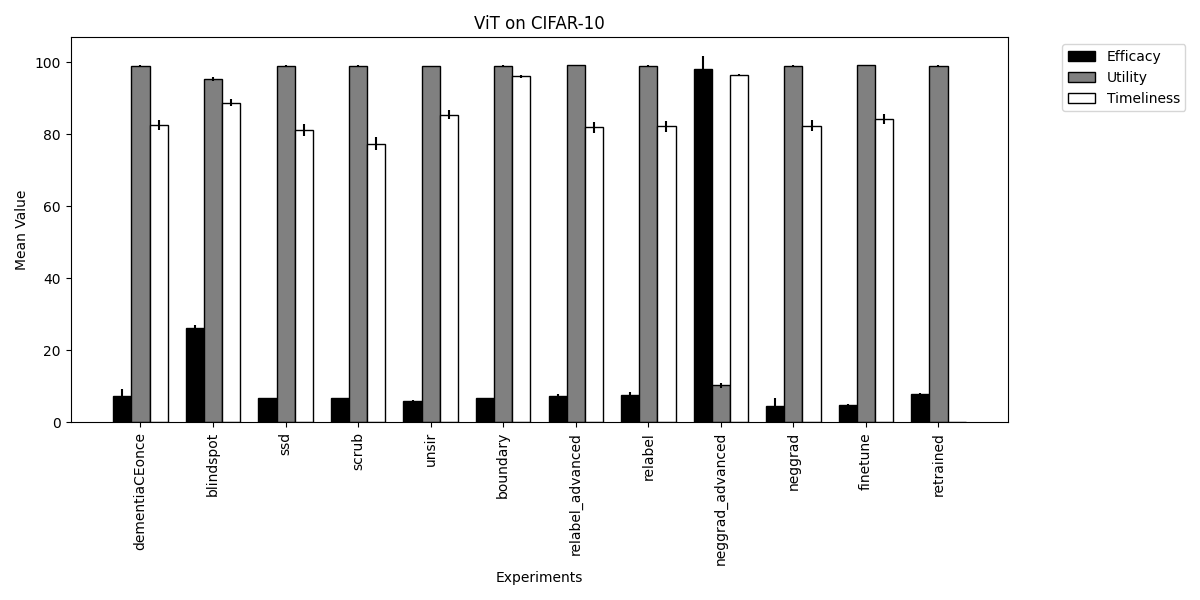 ViT on CIFAR-10
Efficacy
Utility
Timeliness
Mean Value
100
80
60
40
20
0
dementiaCEonce
blindspot
ssd
scrub
unsir
boundary
relabel_advanced
relabel
neggrad_advanced
neggrad
finetune
retrained
Experiments